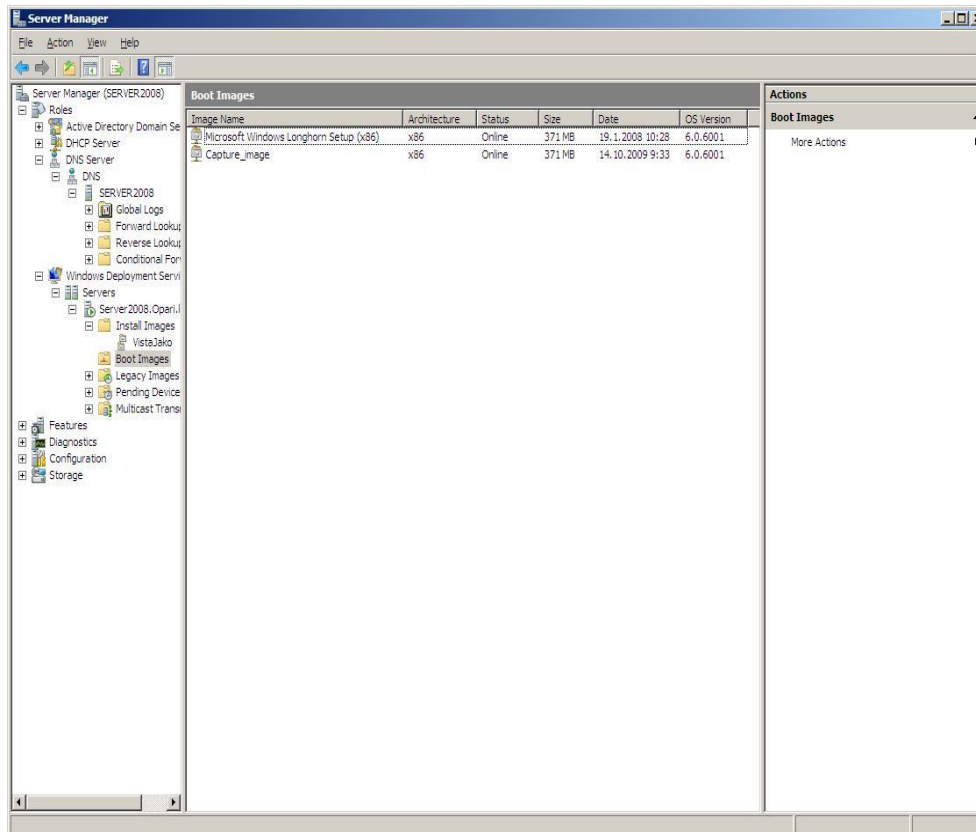 Server Manager
File Action View Help
Server Manager (SERVER2008)
Roles
Active Directory Domain Se
DHCP Server
DNS Server
DNS
SERVER2008
Global Logs
Forward Lookup
Reverse Lookup
Conditional For
Windows Deployment Servi
Servers
Server2008.Opari.l
Install Images
VistaJako
Boot Images
Legacy Images
Pending Device
Multicast Trans
Features
Diagnostics
Configuration
Storage
Boot Images
Image Name Architecture Status Size Date OS Version
Microsoft Windows Longhorn Setup (x86) x86 Online 371 MB 19.1.2008 10:28 6.0.6001
Capture_image x86 Online 371 MB 14.10.2009 9:33 6.0.6001
Actions
Boot Images
More Actions